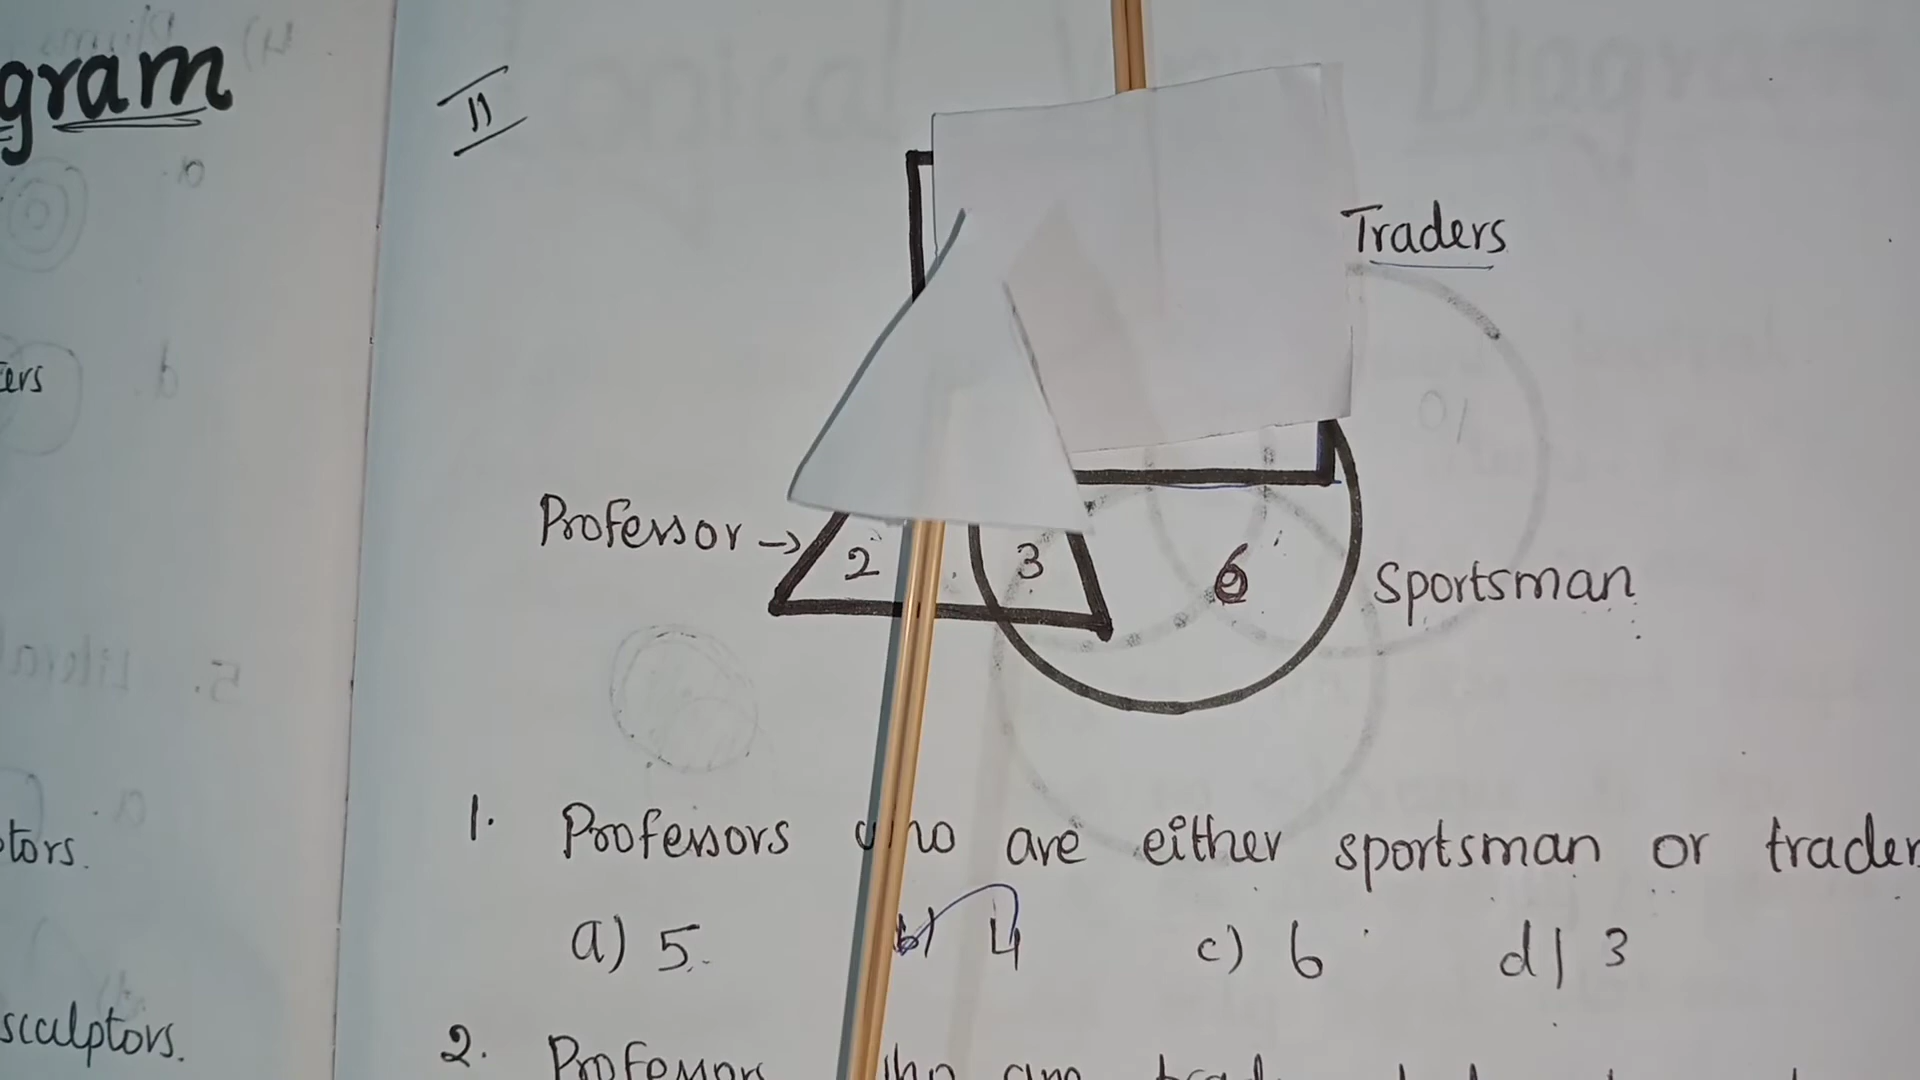 gram
II
Traders
ers
Professor →
2
3
6
Sportsman
1. Professors who are either sportsman or trader
tors.
a) 5. b) 4 c) 6 d) 3
sculptors.
2.